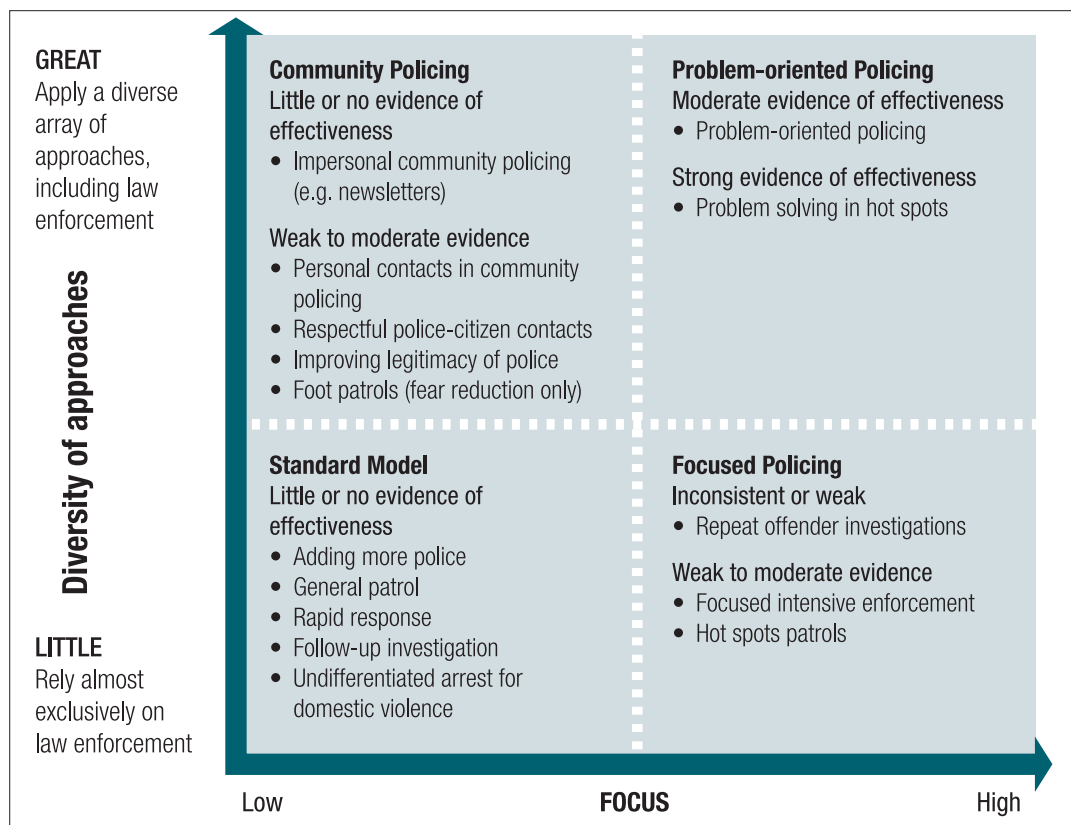 GREAT
Apply a diverse
array of
approaches,
including law
enforcement
Diversity of approaches
LITTLE
Rely almost
exclusively on
law enforcement
Community Policing
Little or no evidence of
effectiveness
• Impersonal community policing
(e.g. newsletters)
Weak to moderate evidence
• Personal contacts in community
policing
• Respectful police-citizen contacts
• Improving legitimacy of police
• Foot patrols (fear reduction only)
Problem-oriented Policing
Moderate evidence of effectiveness
• Problem-oriented policing
Strong evidence of effectiveness
• Problem solving in hot spots
Standard Model
Little or no evidence of
effectiveness
• Adding more police
• General patrol
• Rapid response
• Follow-up investigation
• Undifferentiated arrest for
domestic violence
Focused Policing
Inconsistent or weak
• Repeat offender investigations
Weak to moderate evidence
• Focused intensive enforcement
• Hot spots patrols
Low
FOCUS
High